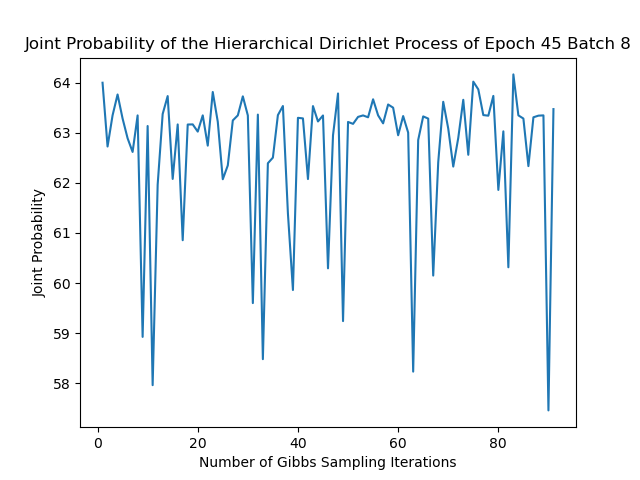 Joint Probability of the Hierarchical Dirichlet Process of Epoch 45 Batch 8
64
63
62
61
60
59
58
Joint Probability
0 20 40 60 80
Number of Gibbs Sampling Iterations